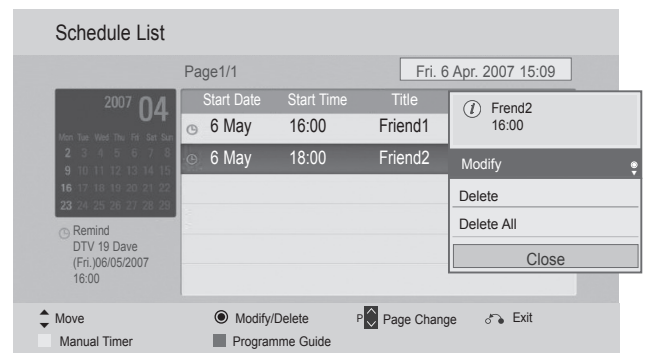 Schedule List
Page1/1
Fri. 6 Apr. 2007 15:09
2007 04
Mon Tue Wed Thu Fri Sat Sun
2 3 4 5 6 7 8
9 10 11 12 13 14 15
16 17 18 19 20 21 22
23 24 25 26 27 28 29
Remind
DTV 19 Dave
(Fri.)06/05/2007
16:00
Start Date Start Time Title
6 May 16:00 Friend1
6 May 18:00 Friend2
Frend2
16:00
Modify
Delete
Delete All
Close
Move
Modify/Delete
P Page Change
Exit
Manual Timer
Programme Guide